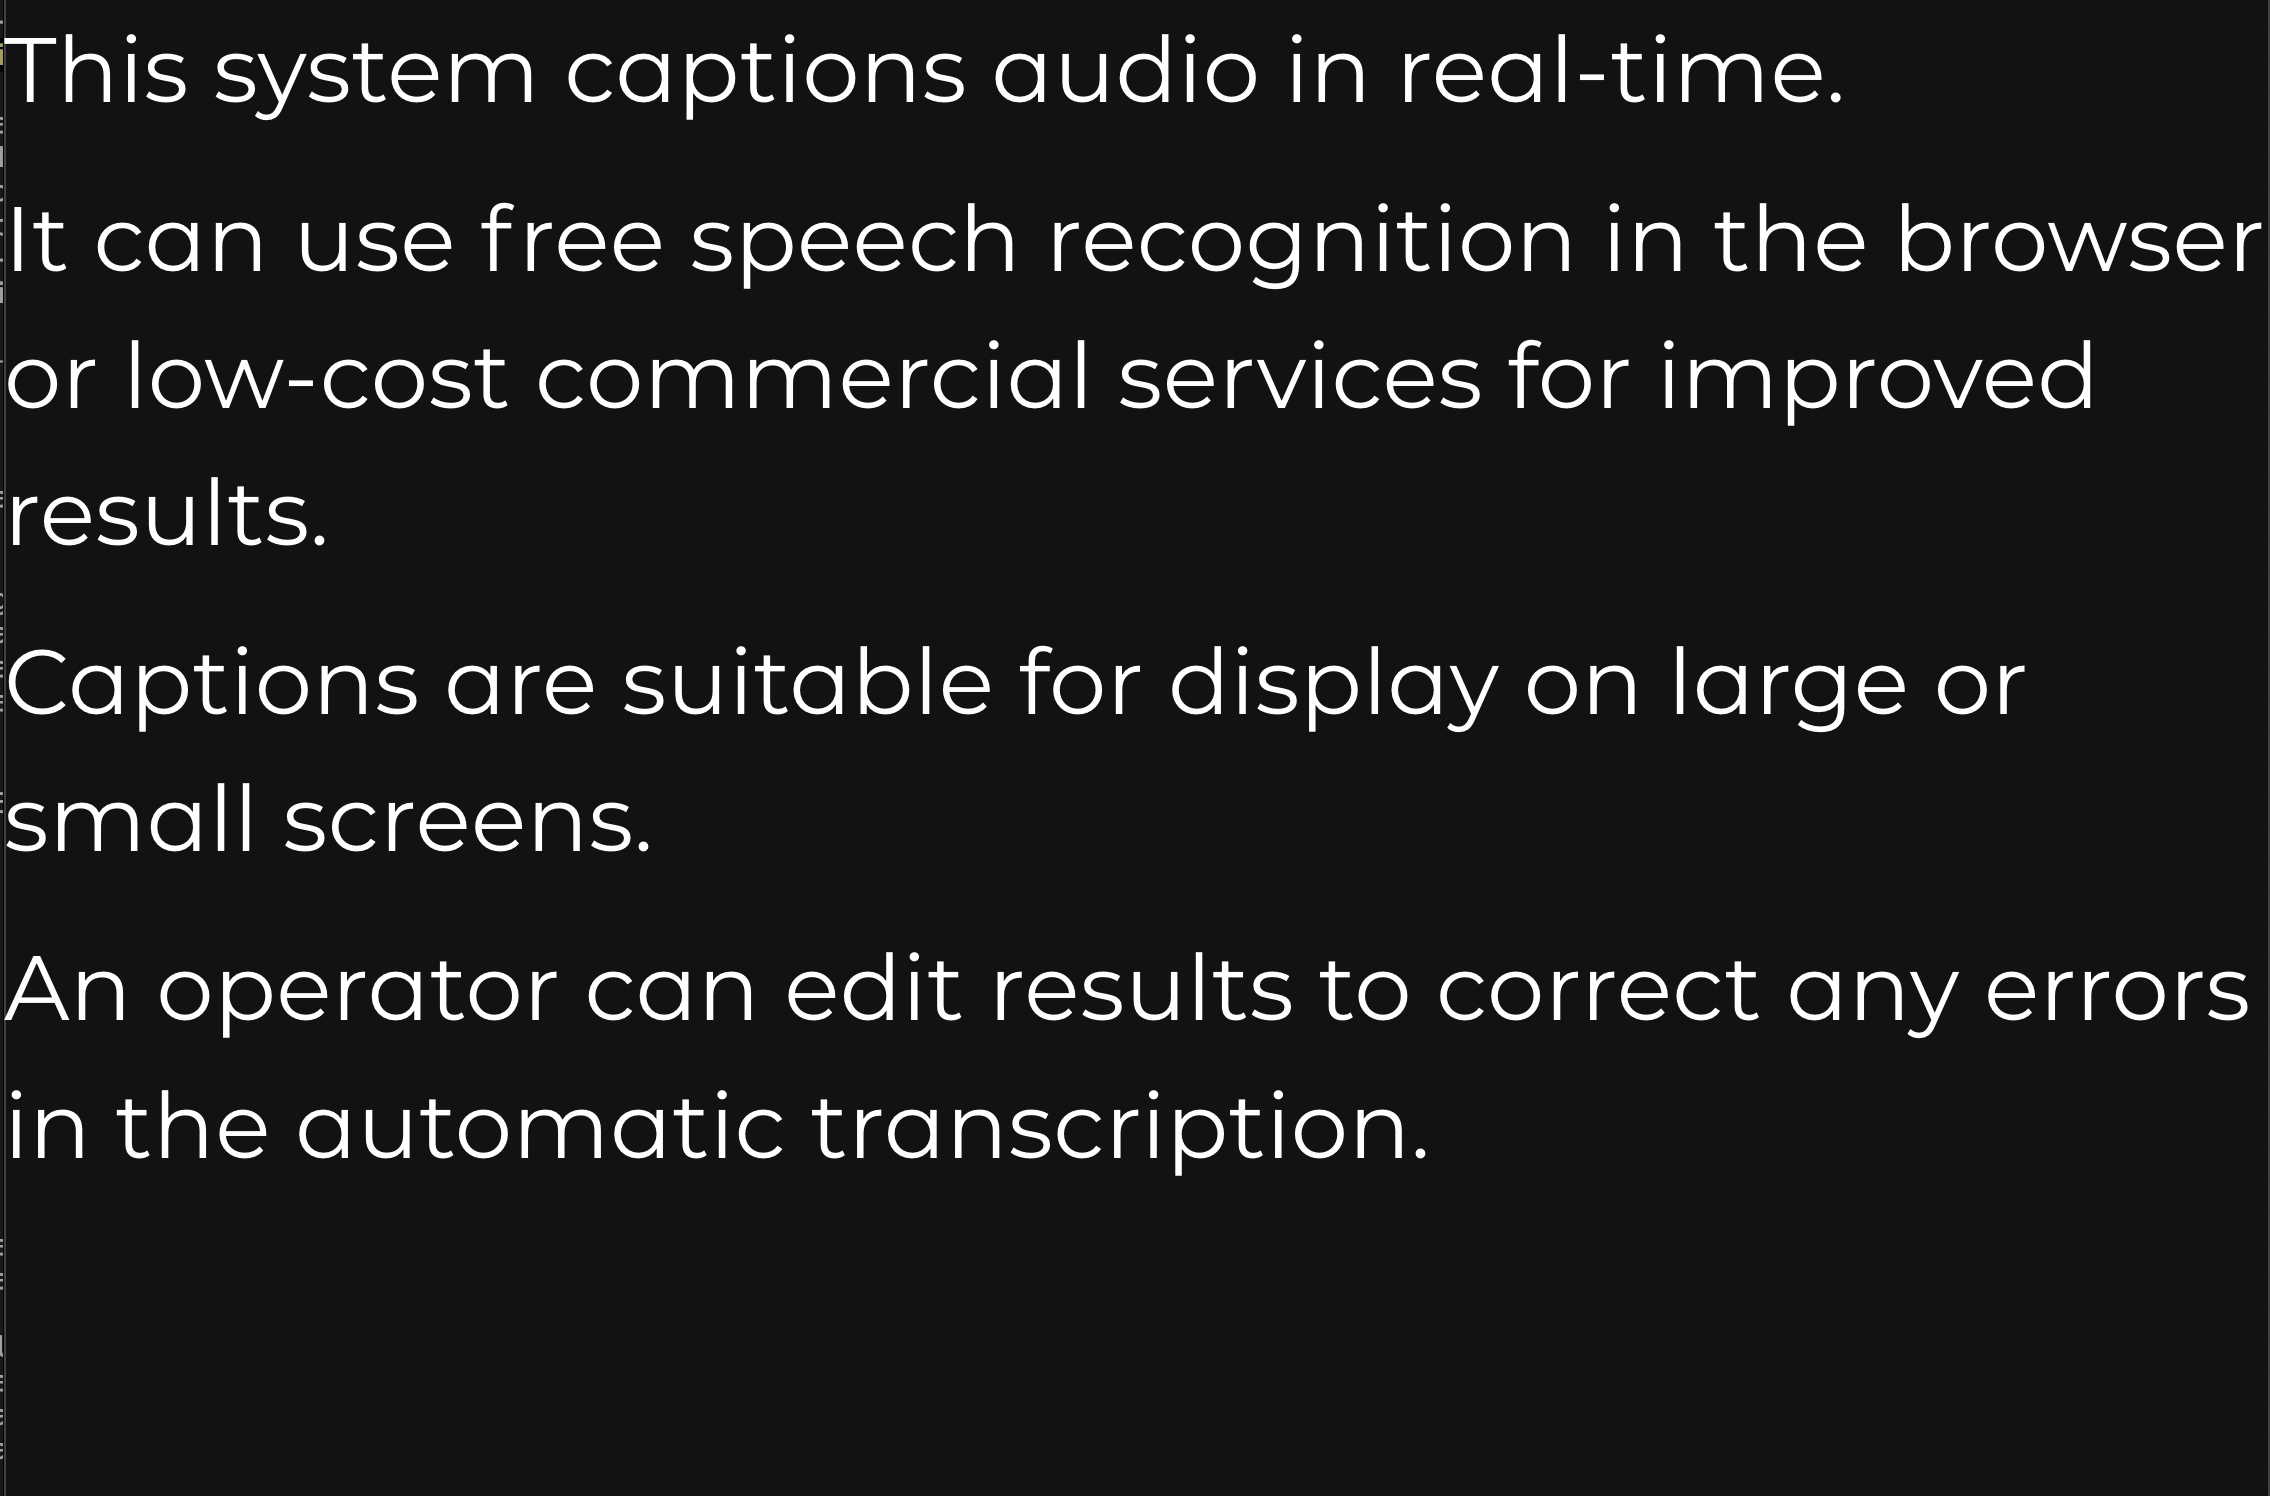 This system captions audio in real-time.
It can use free speech recognition in the browser
or low-cost commercial services for improved
results.
Captions are suitable for display on large or
small screens.
An operator can edit results to correct any errors
in the automatic transcription.